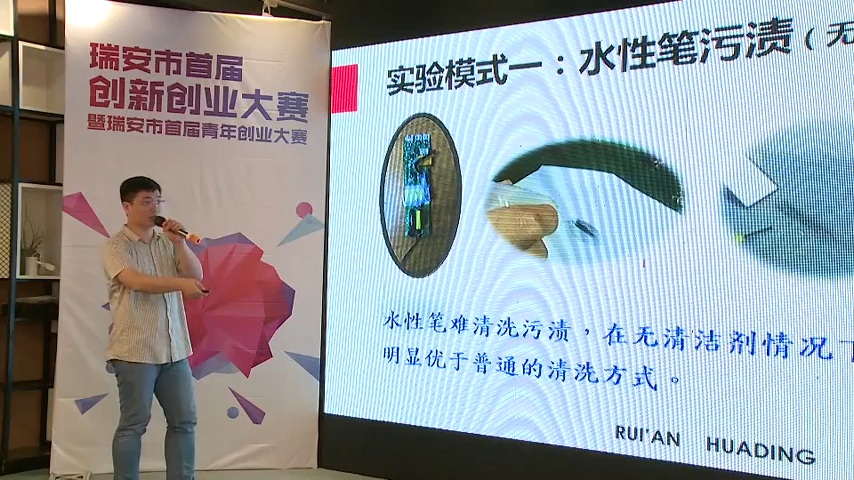 瑞安市首届
创新创业大赛
暨瑞安市首届青年创业大赛
实验模式一：水性笔污渍（无
水性笔难清洗污渍，在无清洁剂情况下
明显优于普通的清洗方式。
RUI'AN HUADING